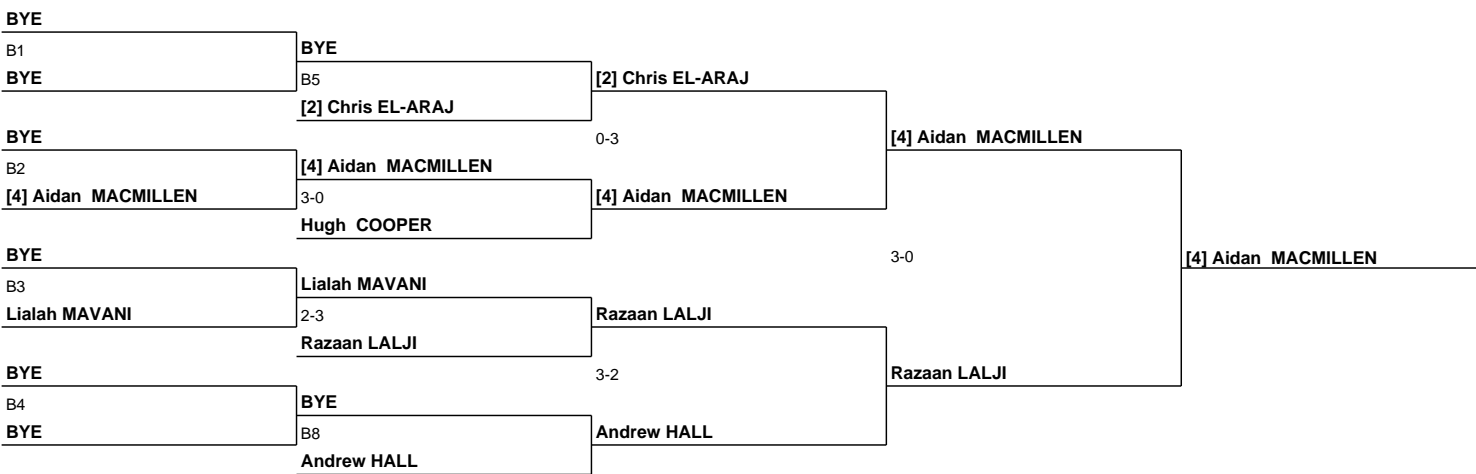 BYE
B1
BYE
BYE
B5
[2] Chris EL-ARAJ
[2] Chris EL-ARAJ
BYE
B2
[4] Aidan  MACMILLEN
[4] Aidan  MACMILLEN
3-0
Hugh  COOPER
0-3
[4] Aidan  MACMILLEN
[4] Aidan  MACMILLEN
BYE
B3
Lialah MAVANI
Lialah MAVANI
2-3
Razaan LALJI
Razaan LALJI
3-0
[4] Aidan  MACMILLEN
BYE
B4
BYE
BYE
B8
Andrew HALL
3-2
Andrew HALL
Razaan LALJI